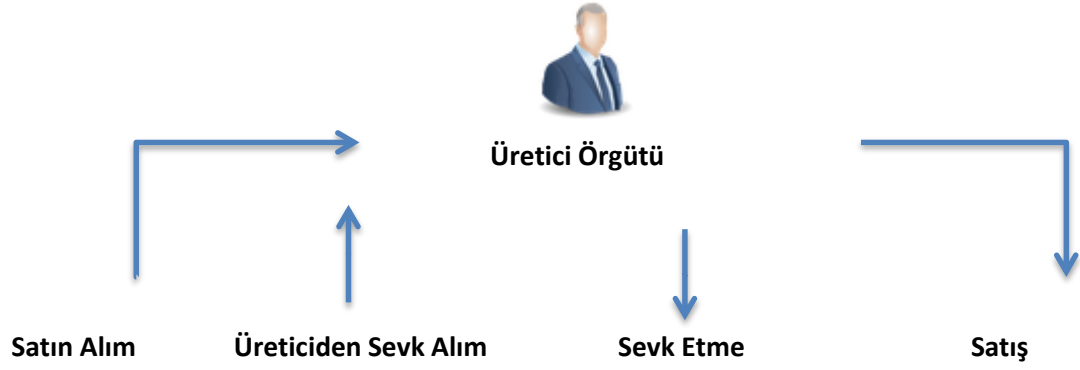 Üretici Örgütü
Satın Alım Üreticiden Sevk Alım Sevk Etme Satış